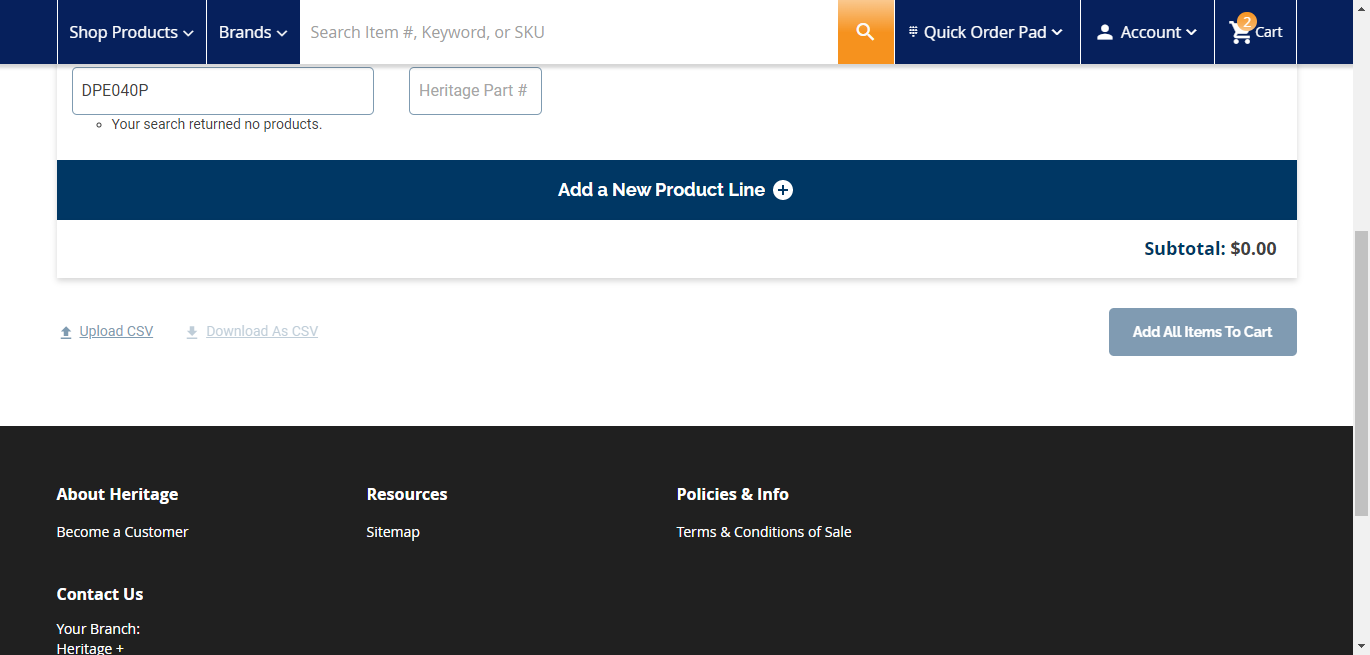 Shop Products
Brands
Search Item #, Keyword, or SKU
Quick Order Pad
Account
2
Cart
DPE040P
Heritage Part #
Your search returned no products.
Add a New Product Line
Subtotal: $0.00
Upload CSV
Download As CSV
Add All Items To Cart
About Heritage
Resources
Policies & Info
Become a Customer
Sitemap
Terms & Conditions of Sale
Contact Us
Your Branch:
Heritage +